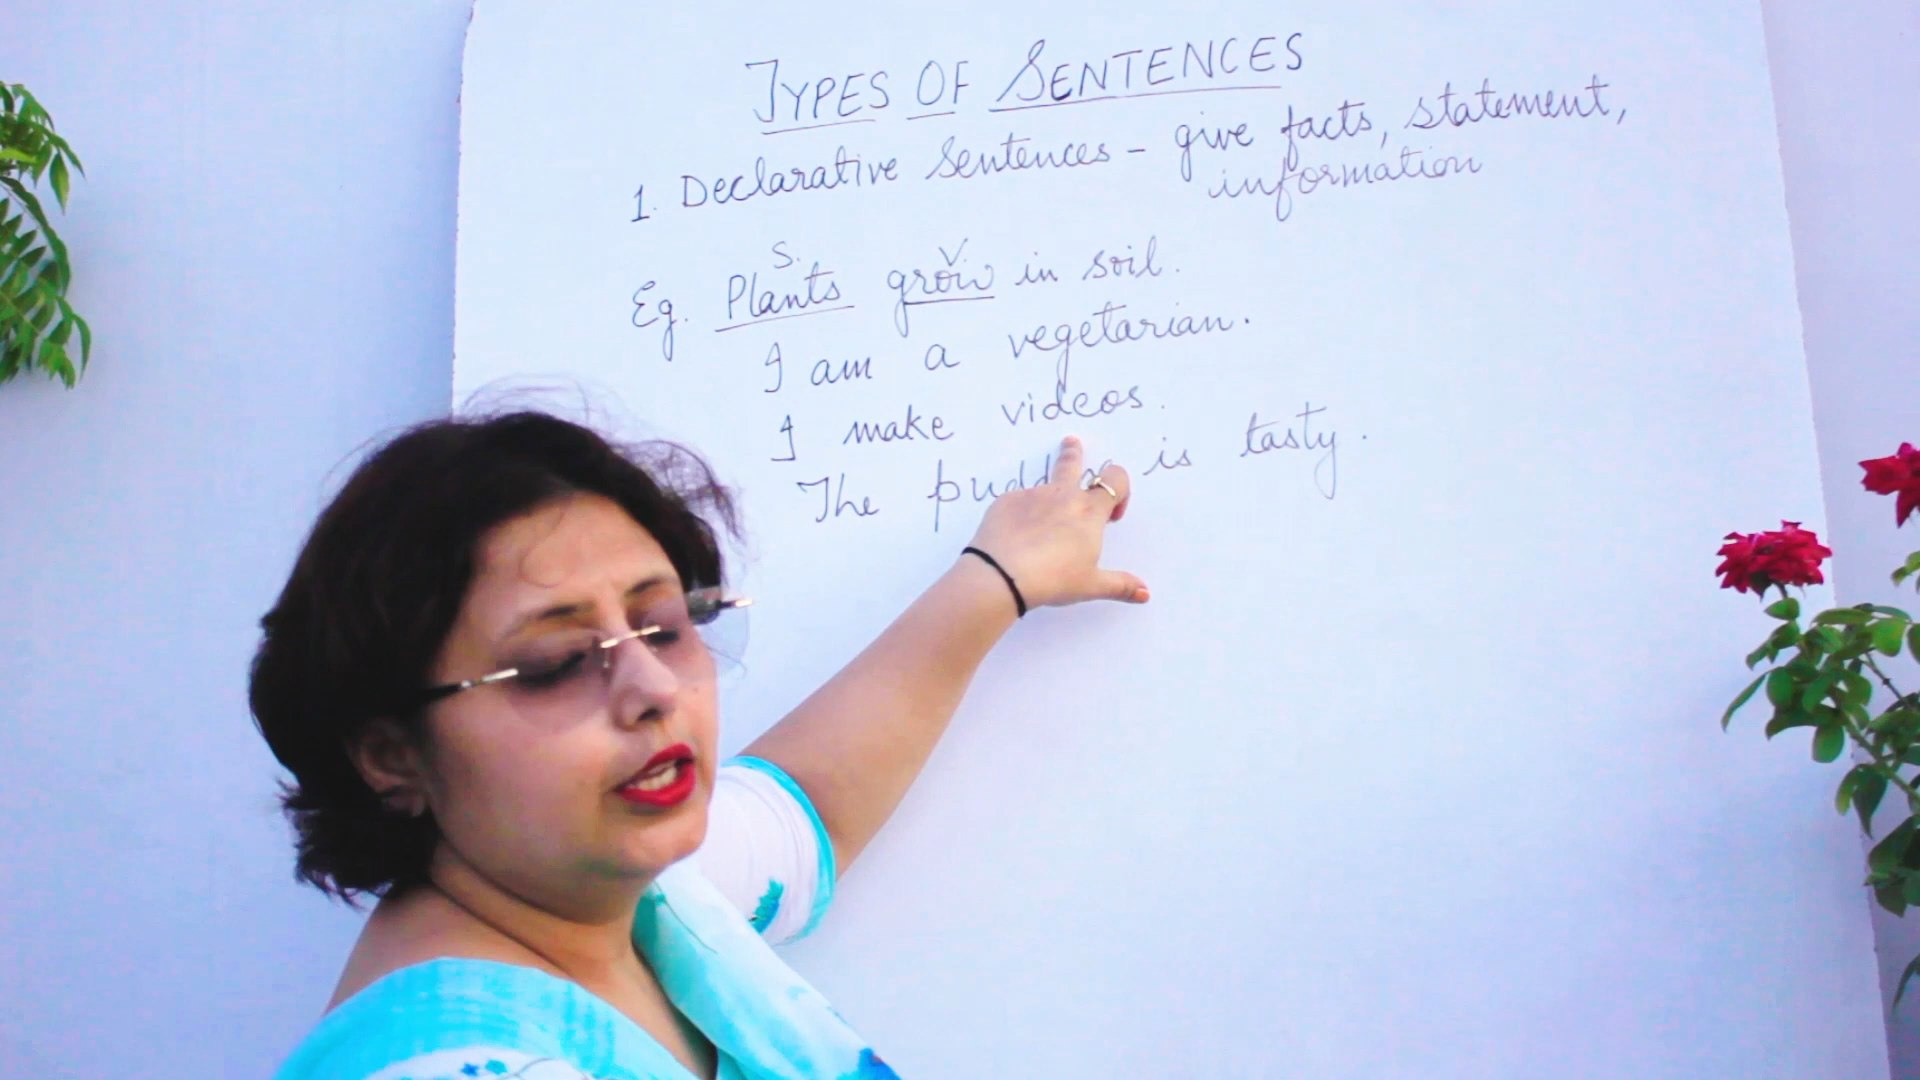 TYPES OF SENTENCES
1. Declarative Sentences - give facts, statement,
information
S. V.
Eg. Plants grow in soil.
I am a vegetarian.
I make videos.
The is tasty.